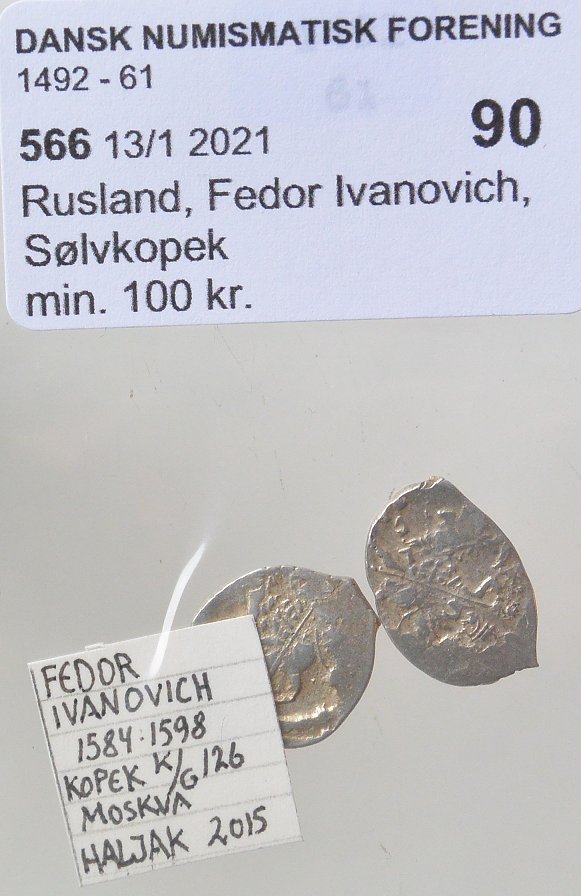 DANSK NUMISMATISK FORENING
1492 - 61
566 13/1 2021 90
Rusland, Fedor Ivanovich,
Sølvkopek
min. 100 kr.
FEDOR
IVANOVICH
1584-1598
KOPEK K/G 126
MOSKVA
HALJAK 2015